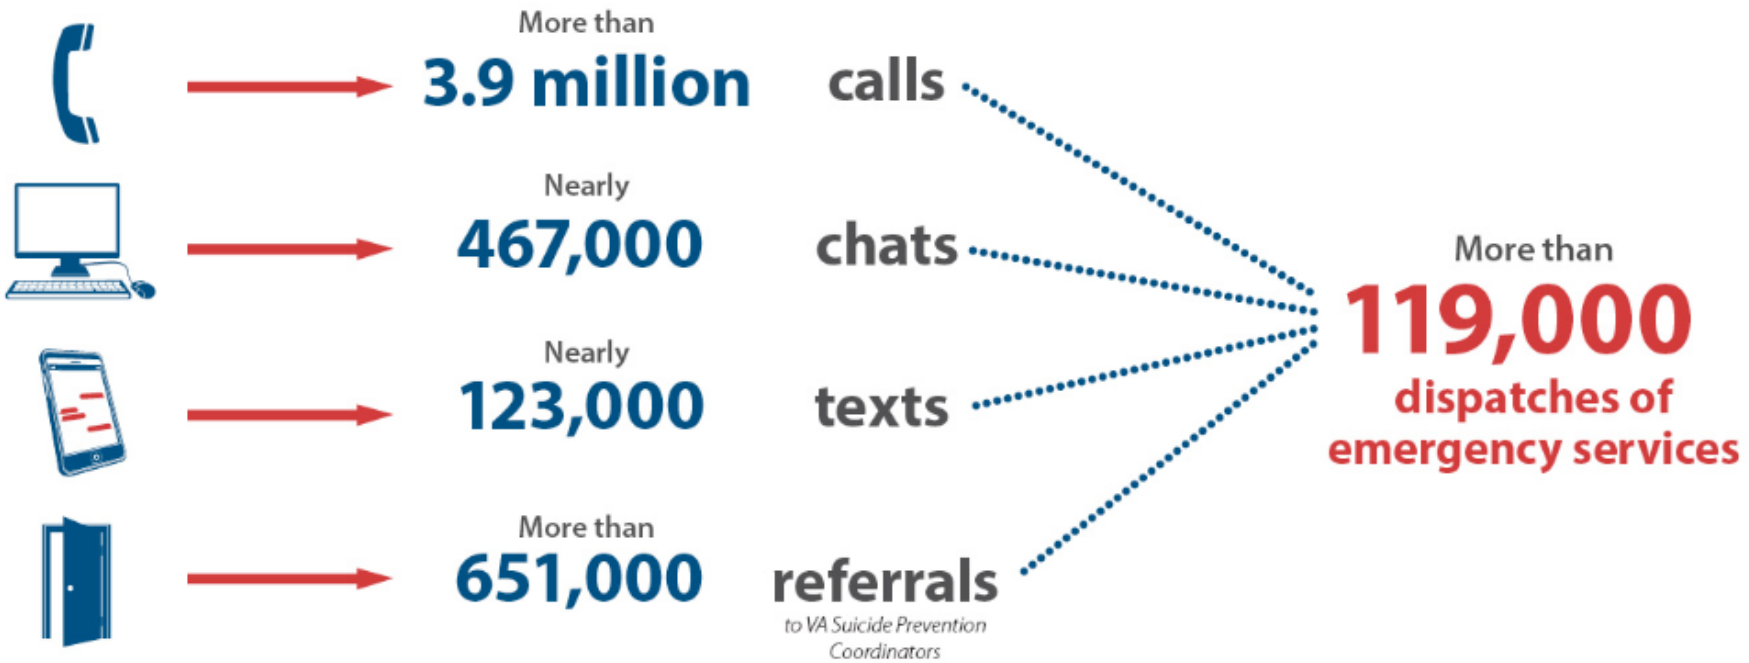 More than
3.9 million calls
Nearly
467,000 chats
Nearly
123,000 texts
More than
651,000 referrals
to VA Suicide Prevention
Coordinators
More than
119,000
dispatches of
emergency services